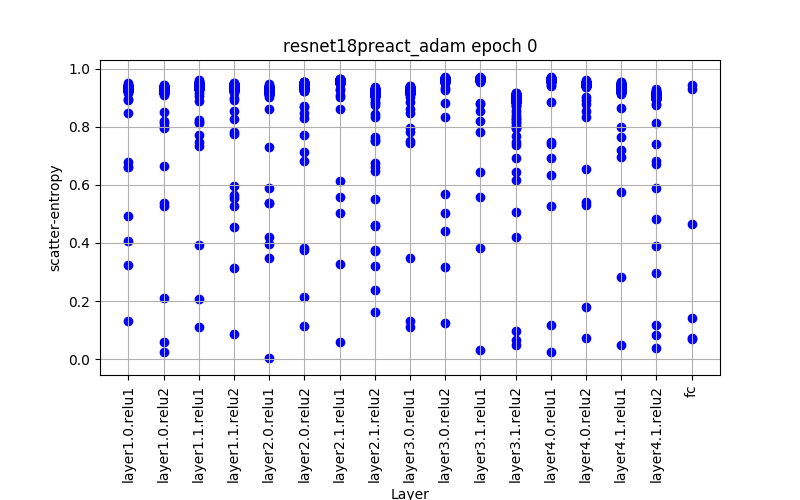 resnet18preact_adam epoch 0
scatter-entropy
1.0
0.8
0.6
0.4
0.2
0.0
layer1.0.relu1
layer1.0.relu2
layer1.1.relu1
layer1.1.relu2
layer2.0.relu1
layer2.0.relu2
layer2.1.relu1
layer2.1.relu2
layer3.0.relu1
layer3.0.relu2
layer3.1.relu1
layer3.1.relu2
layer4.0.relu1
layer4.0.relu2
layer4.1.relu1
layer4.1.relu2
fc
Layer